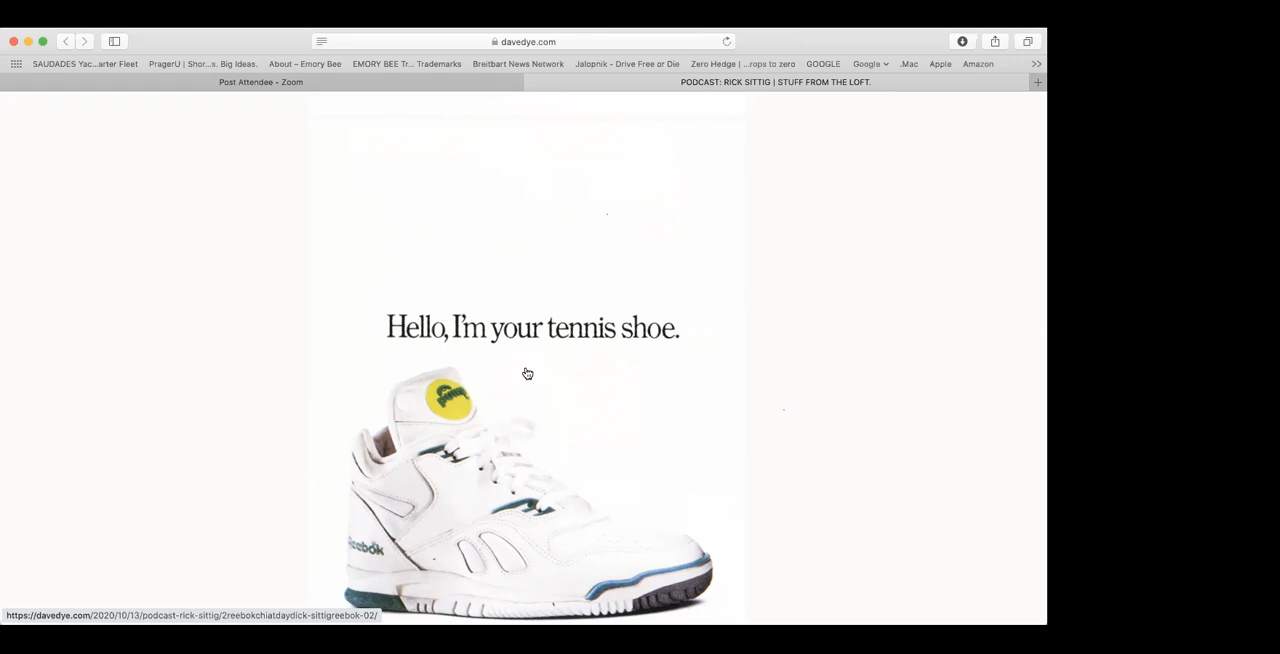 davedye.com
SAUDADES Yac...arter Fleet PragerU | Shor...s. Big Ideas. About – Emory Bee EMORY BEE Tr... Trademarks Breitbart News Network Jalopnik - Drive Free or Die Zero Hedge | ...rops to zero GOOGLE Google .Mac Apple Amazon
Post Attendee - Zoom PODCAST: RICK SITTIG | STUFF FROM THE LOFT.
Hello, I'm your tennis shoe.
Pump
Reebok
https://davedye.com/2020/10/13/podcast-rick-sittig/2reebokchiatdaydick-sittigreebok-02/